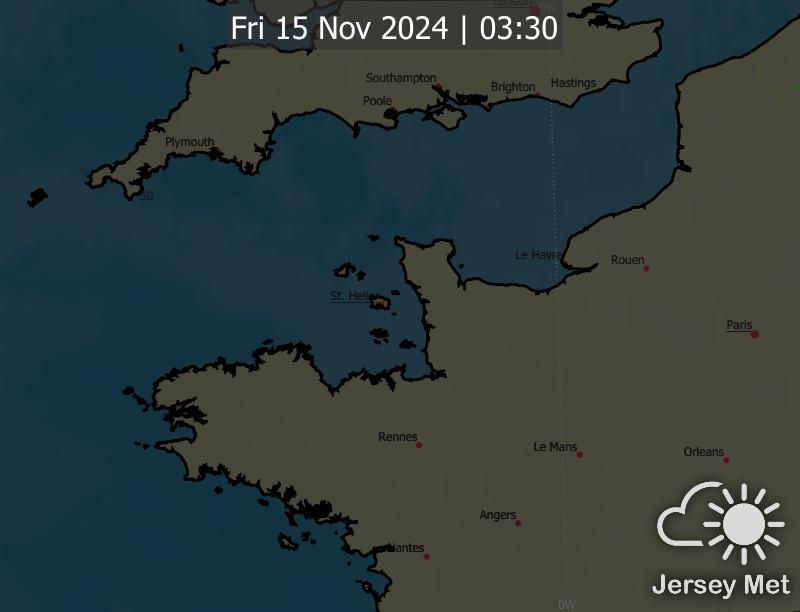 London
0W
Fri 15 Nov 2024 | 03:30
Southampton
Brighton
Hastings
Poole
Plymouth
50
Le Havre
Rouen
St. Helier
Paris
Rennes
Le Mans
Orleans
Angers
Nantes
Jersey Met
0W